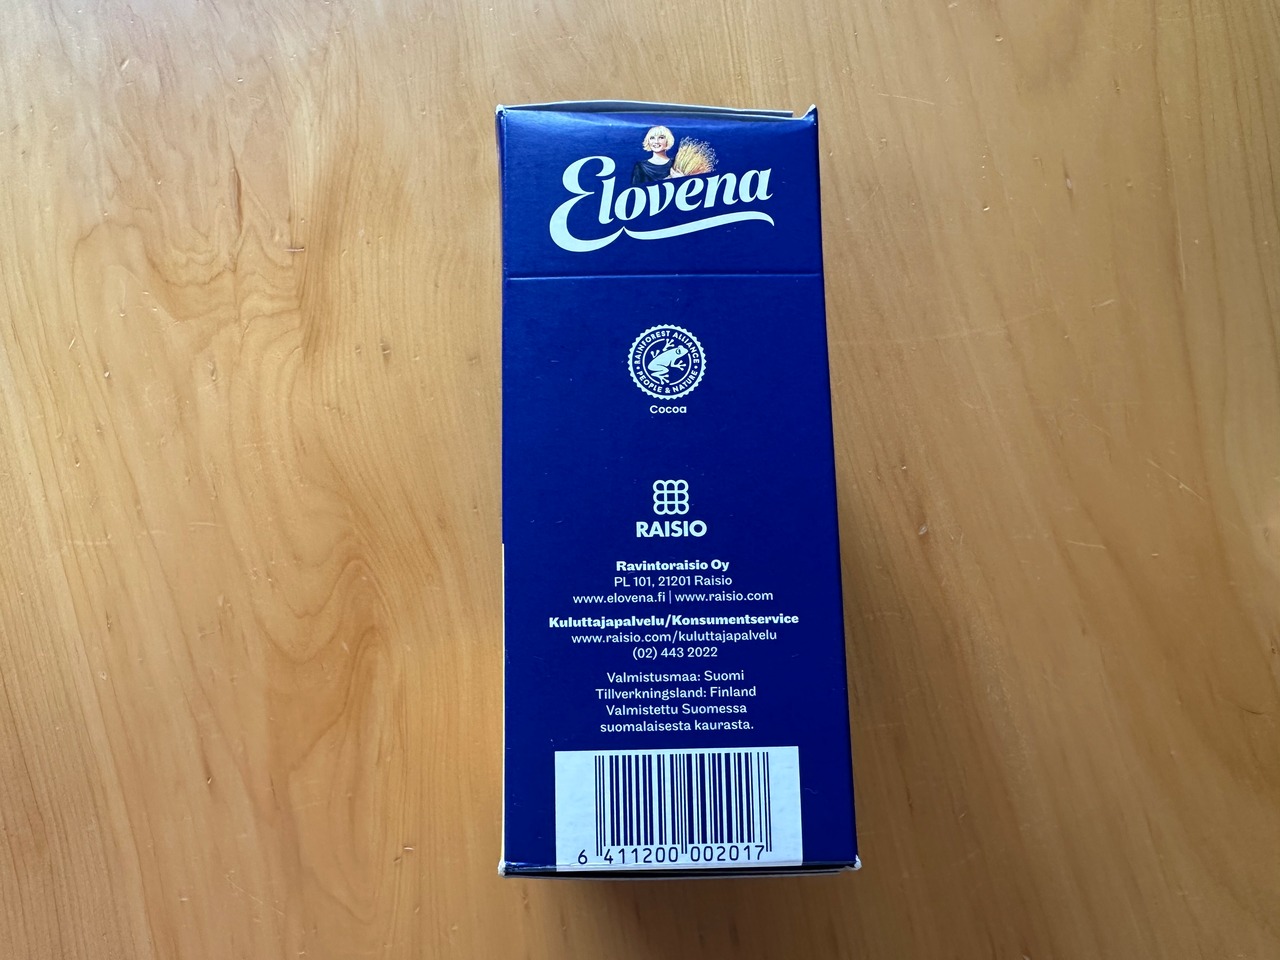 Elovena
RAINFOREST ALLIANCE
PEOPLE & NATURE
Cocoa
RAISIO
Ravintoraisio Oy
PL 101, 21201 Raisio
www.elovena.fi | www.raisio.com
Kuluttajapalvelu/Konsumentservice
www.raisio.com/kuluttajapalvelu
(02) 443 2022
Valmistusmaa: Suomi
Tillverkningsland: Finland
Valmistettu Suomessa
suomalaisesta kaurasta.
6 411200 002017